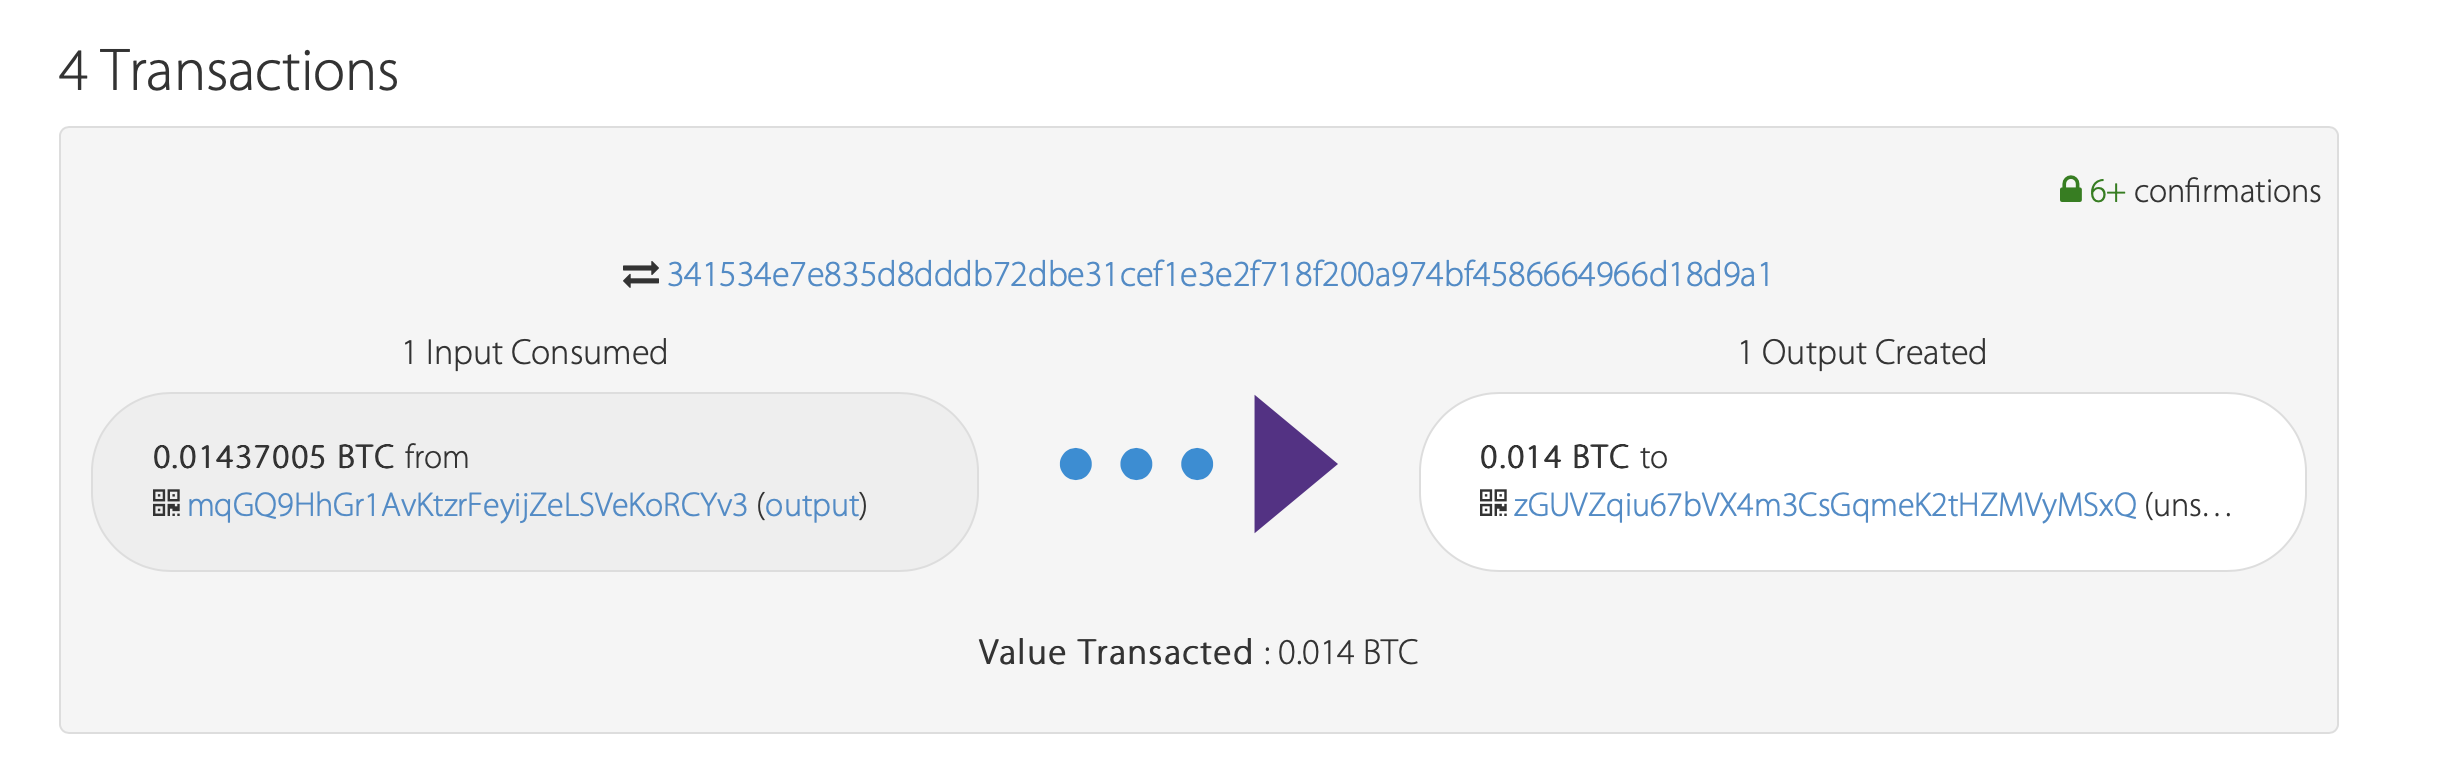 4 Transactions
6+ confirmations
341534e7e835d8dddb72dbe31cef1e3e2f718f200a974bf4586664966d18d9a1
1 Input Consumed
1 Output Created
0.01437005 BTC from
mqGQ9HhGr1AvKtzrFeyijZeLSVeKoRCYv3 (output)
0.014 BTC to
zGUVZqiu67bVX4m3CsGqmeK2tHZMVyMSxQ (uns...
Value Transacted : 0.014 BTC